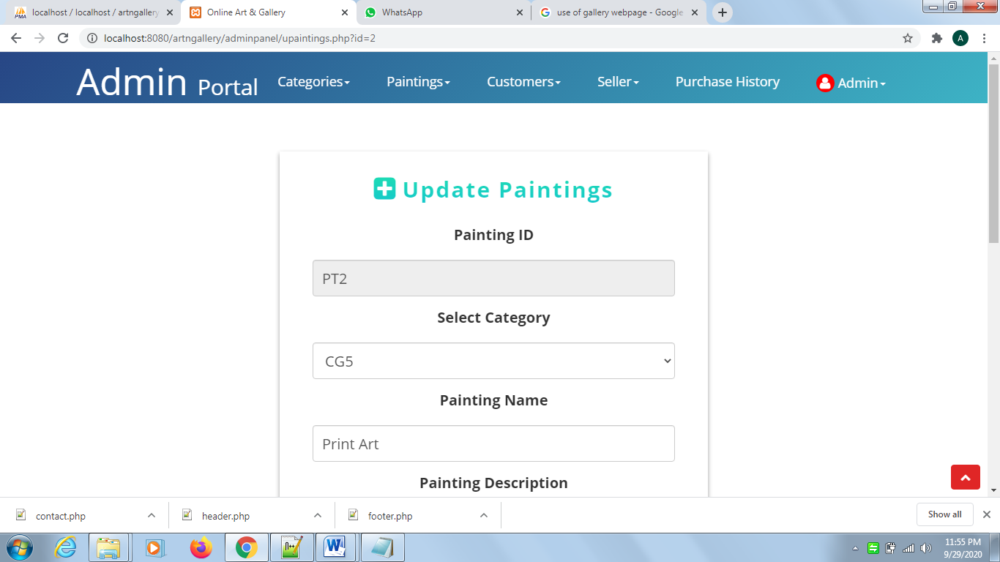 localhost / localhost / artngallery
Online Art & Gallery
WhatsApp
use of gallery webpage - Google
localhost:8080/artngallery/adminpanel/upaintings.php?id=2
A
Admin Portal
Categories
Paintings
Customers
Seller
Purchase History
Admin
Update Paintings
Painting ID
PT2
Select Category
CG5
Painting Name
Print Art
Painting Description
contact.php
header.php
footer.php
Show all
11:55 PM
9/29/2020